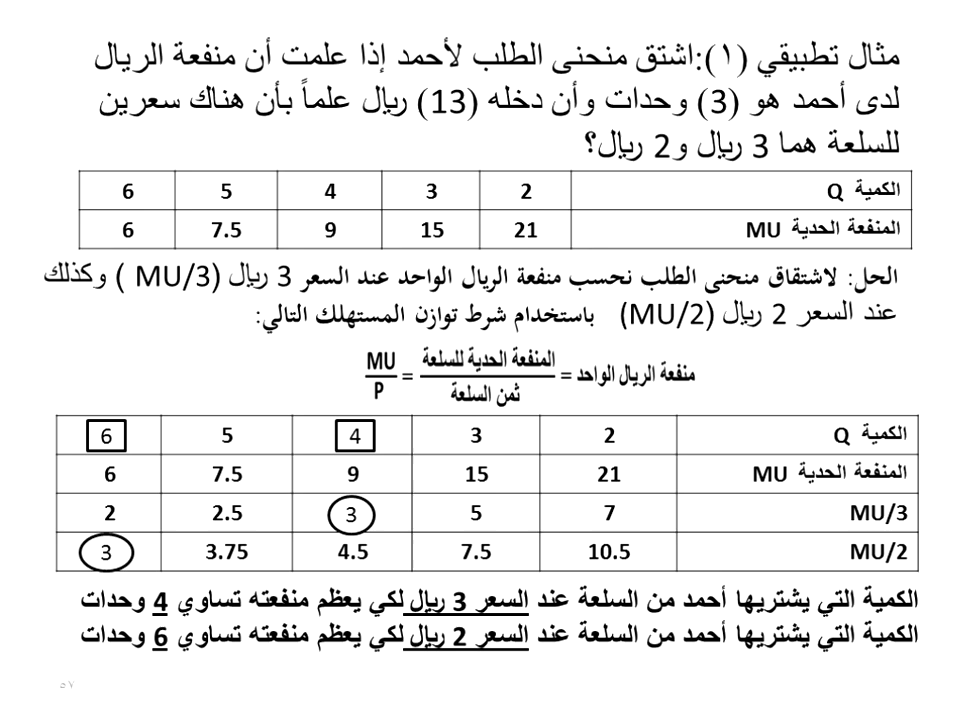 مثال تطبيقي (١):اشتق منحنى الطلب لأحمد إذا علمت أن منفعة الريال
لدى أحمد هو (3) وحدات وأن دخله (13) ريال علماً بأن هناك سعرين
للسلعة هما 3 ريال و2 ريال؟
الكمية Q 2 3 4 5 6
المنفعة الحدية MU 21 15 9 7.5 6
الحل: لاشتقاق منحنى الطلب نحسب منفعة الريال الواحد عند السعر 3 ريال (MU/3 ) وكذلك
عند السعر 2 ريال (MU/2) باستخدام شرط توازن المستهلك التالي:
منفعة الريال الواحد = المنفعة الحدية للسلعة / ثمن السلعة = MU / P
الكمية Q 2 3 4 5 6
المنفعة الحدية MU 21 15 9 7.5 6
MU/3 7 5 3 2.5 2
MU/2 10.5 7.5 4.5 3.75 3
الكمية التي يشتريها أحمد من السلعة عند السعر 3 ريال لكي يعظم منفعته تساوي 4 وحدات
الكمية التي يشتريها أحمد من السلعة عند السعر 2 ريال لكي يعظم منفعته تساوي 6 وحدات
٥٧